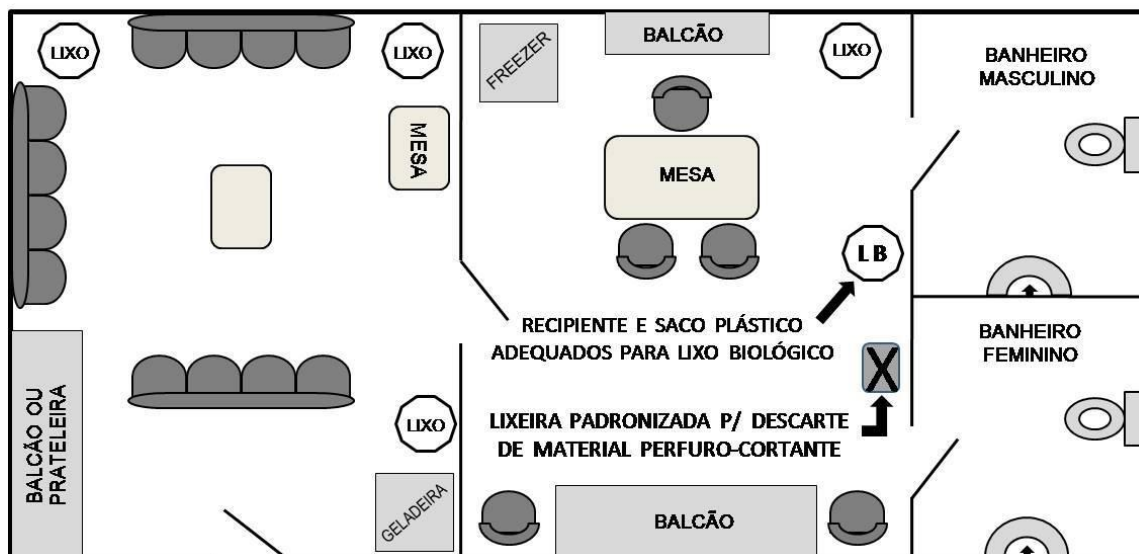 LIXO
LIXO
FREEZER
BALCÃO
LIXO
BANHEIRO
MASCULINO
MESA
MESA
LB
RECIPIENTE E SACO PLÁSTICO
ADEQUADOS PARA LIXO BIOLÓGICO
BANHEIRO
FEMININO
X
BALCÃO OU
PRATELEIRA
LIXO
LIXEIRA PADRONIZADA P/ DESCARTE
DE MATERIAL PERFURO-CORTANTE
GELADEIRA
BALCÃO